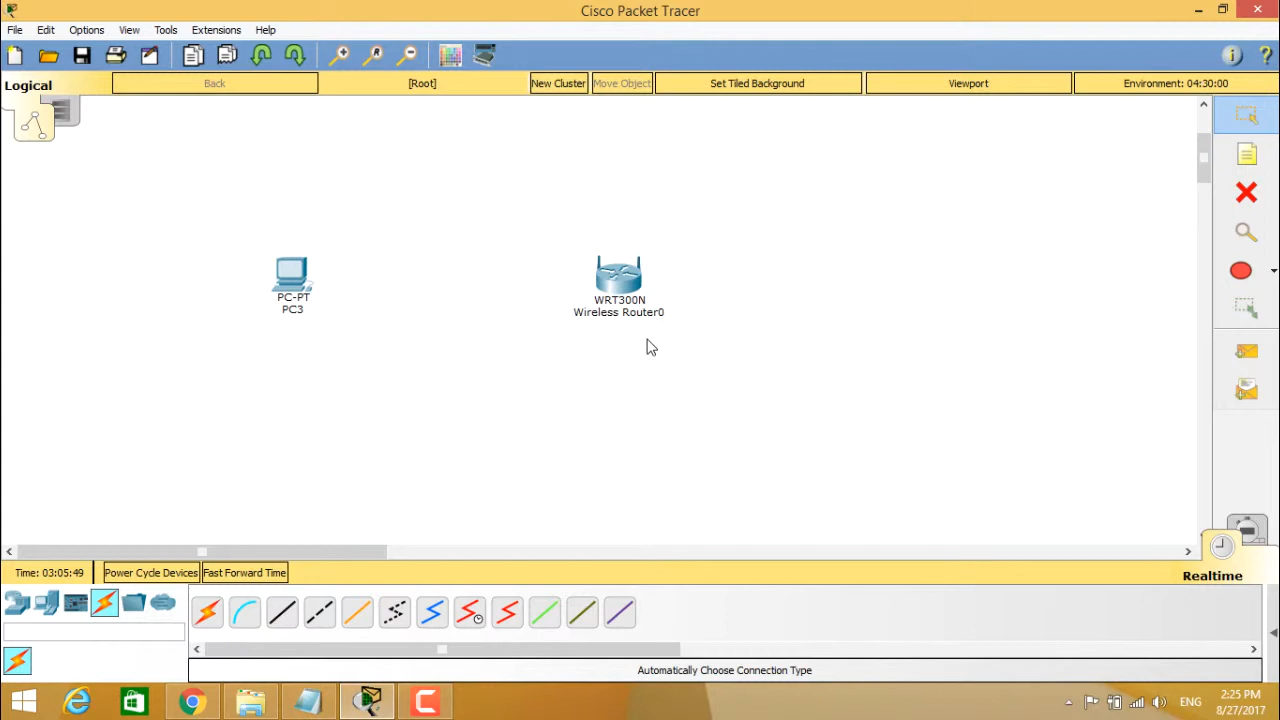 Cisco Packet Tracer
File Edit Options View Tools Extensions Help
Logical Back [Root] New Cluster Move Object Set Tiled Background Viewport Environment: 04:30:00
PC-PT
PC3
WRT300N
Wireless Router0
Time: 03:05:49 Power Cycle Devices Fast Forward Time Realtime
Automatically Choose Connection Type
ENG 2:25 PM
8/27/2017